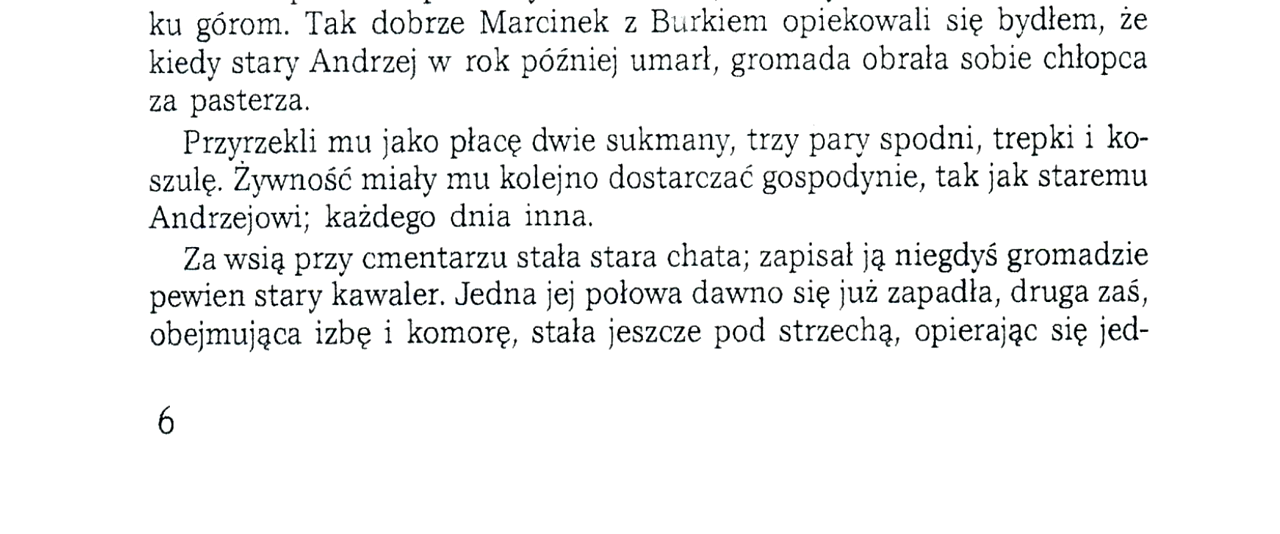 ku górom. Tak dobrze Marcinek z Burkiem opiekowali się bydłem, że
kiedy stary Andrzej w rok później umarł, gromada obrała sobie chłopca
za pasterza.
Przyrzekli mu jako płacę dwie sukmany, trzy pary spodni, trepki i ko-
szulę. Żywność miały mu kolejno dostarczać gospodynie, tak jak staremu
Andrzejowi; każdego dnia inna.
Za wsią przy cmentarzu stała stara chata; zapisał ją niegdyś gromadzie
pewien stary kawaler. Jedna jej połowa dawno się już zapadła, druga zaś,
obejmująca izbę i komorę, stała jeszcze pod strzechą, opierając się jed-
6